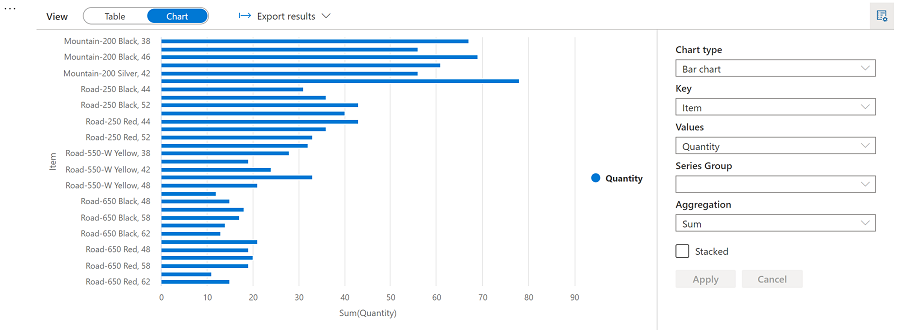 ...
View Table Chart Export results
Mountain-200 Black, 38
Mountain-200 Black, 46
Mountain-200 Silver, 42
Road-250 Black, 44
Road-250 Black, 52
Road-250 Red, 44
Road-250 Red, 52
Road-550-W Yellow, 38
Road-550-W Yellow, 42
Road-550-W Yellow, 48
Road-650 Black, 48
Road-650 Black, 58
Road-650 Black, 62
Road-650 Red, 48
Road-650 Red, 58
Road-650 Red, 62
Item
0 10 20 30 40 50 60 70 80 90
Sum(Quantity)
Quantity
Chart type
Bar chart
Key
Item
Values
Quantity
Series Group
Aggregation
Sum
Stacked
Apply Cancel